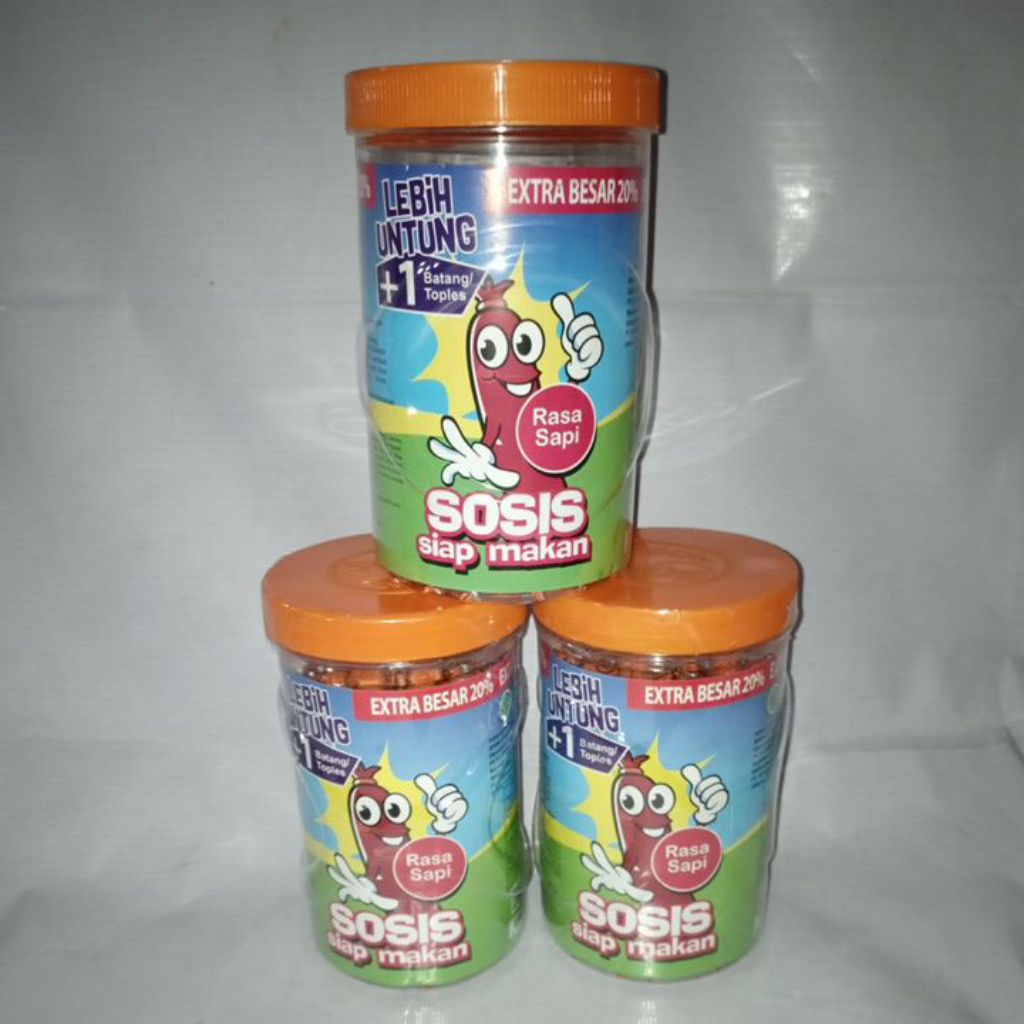 EXTRA BESAR 20%
LEBIH
UNTUNG
+1 Batang/
Toples
Rasa
Sapi
SOSIS
siap makan
EXTRA BESAR 20%
LEBIH
UNTUNG
+1 Batang/
Toples
Rasa
Sapi
SOSIS
siap makan
EXTRA BESAR 20%
LEBIH
UNTUNG
+1 Batang/
Toples
Rasa
Sapi
SOSIS
siap makan